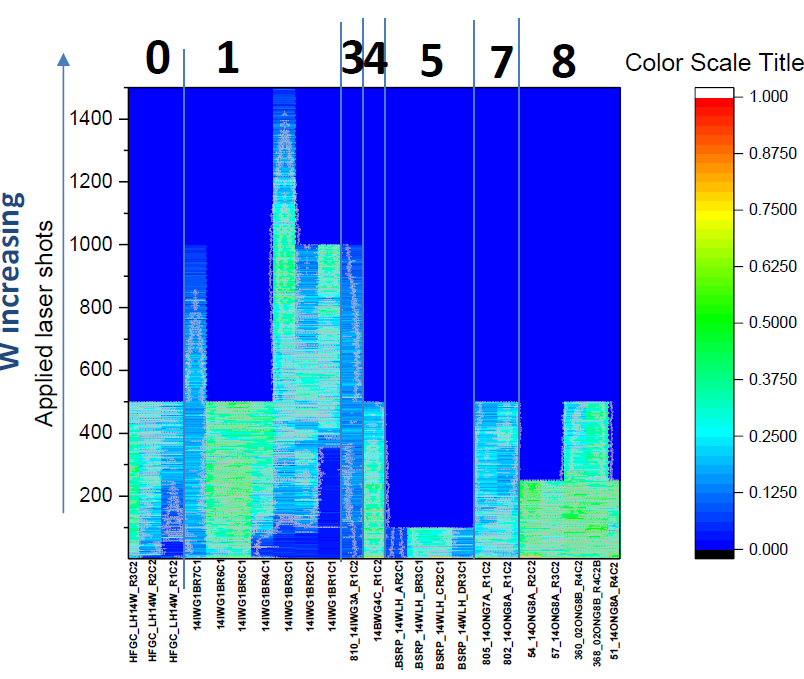 0 1 3 4 5 7 8
Color Scale Title
W increasing
Applied laser shots
1400
1200
1000
800
600
400
200
1.000
0.8750
0.7500
0.6250
0.5000
0.3750
0.2500
0.1250
0.000
HFGC_LH14W_R3C2
HFGC_LH14W_R2C2
HFGC_LH14W_R1C2
14IWG1BR7C1
14IWG1BR6C1
14IWG1BR5C1
14IWG1BR4C1
14IWG1BR3C1
14IWG1BR2C1
14IWG1BR1C1
810_14IWG3A_R1C2
14BWG4C_R1C2
.BSRP_14WLH_AR2C1
BSRP_14WLH_BR3C1
BSRP_14WLH_CR2C1
BSRP_14WLH_DR3C1
805_14ONG7A_R1C2
802_14ONG8A_R1C2
54_14ONG8A_R2C2
57_14ONG8A_R3C2
360_02ONG8B_R4C2
368_02ONG8B_R4C2B
51_14ONG8A_R4C2